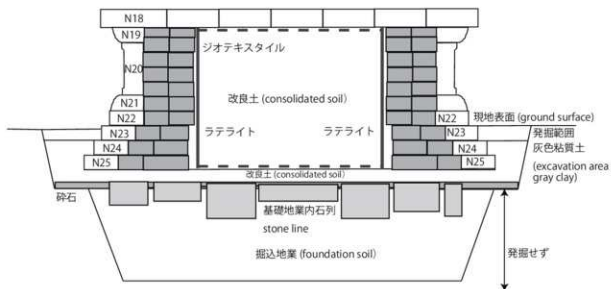 N18
N19
ジオテキスタイル
N20
改良土 (consolidated soil)
N21
N22
N22
現地表面 (ground surface)
N23
ラテライト
ラテライト
N23
発掘範囲
N24
N24
灰色粘質土
N25
N25
(excavation area
gray clay)
改良土 (consolidated soil)
砕石
基礎地業内石列
stone line
掘込地業 (foundation soil)
発掘せず